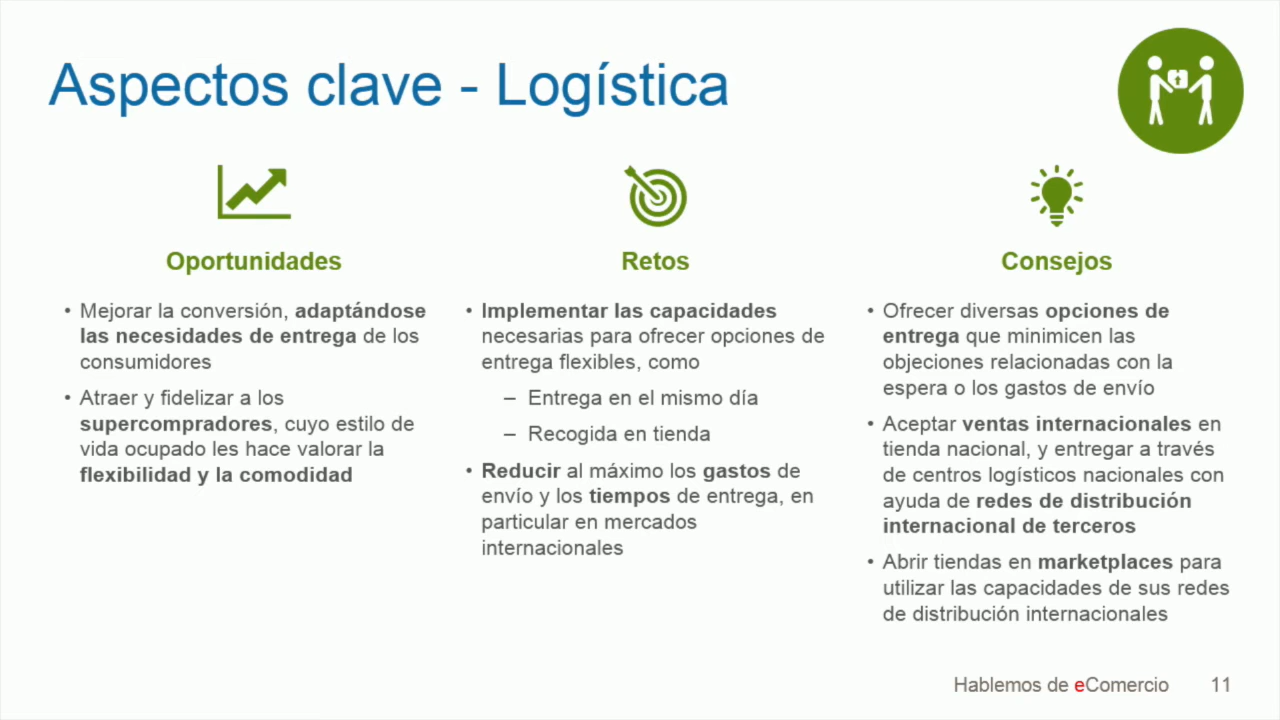 Aspectos clave - Logística
Oportunidades
• Mejorar la conversión, adaptándose
las necesidades de entrega de los
consumidores
• Atraer y fidelizar a los
supercompradores, cuyo estilo de
vida ocupado les hace valorar la
flexibilidad y la comodidad
Retos
• Implementar las capacidades
necesarias para ofrecer opciones de
entrega flexibles, como
– Entrega en el mismo día
– Recogida en tienda
• Reducir al máximo los gastos de
envío y los tiempos de entrega, en
particular en mercados
internacionales
Consejos
• Ofrecer diversas opciones de
entrega que minimicen las
objeciones relacionadas con la
espera o los gastos de envío
• Aceptar ventas internacionales en
tienda nacional, y entregar a través
de centros logísticos nacionales con
ayuda de redes de distribución
internacional de terceros
• Abrir tiendas en marketplaces para
utilizar las capacidades de sus redes
de distribución internacionales
Hablemos de eComercio 11